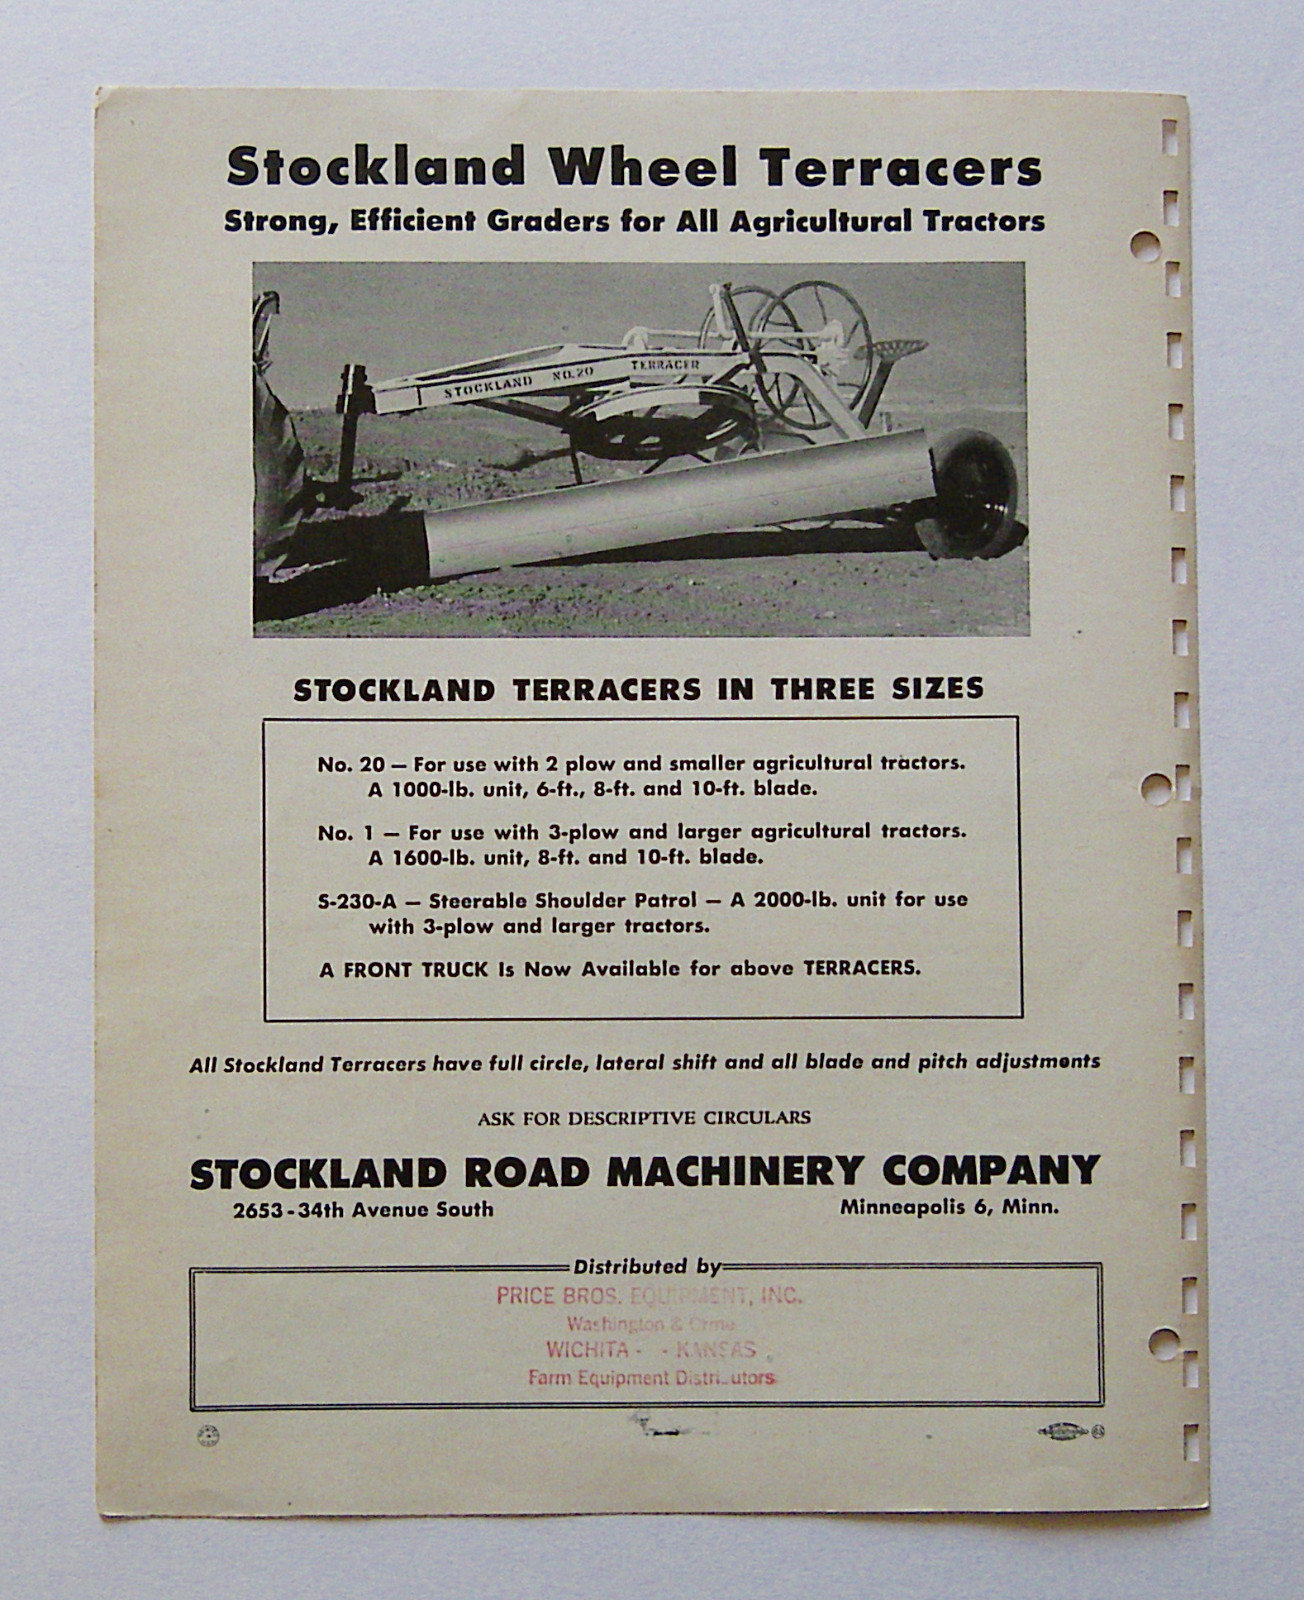 Stockland Wheel Terracers
Strong, Efficient Graders for All Agricultural Tractors
STOCKLAND NO.20 TERRACER
STOCKLAND TERRACERS IN THREE SIZES
No. 20 — For use with 2 plow and smaller agricultural tractors.
A 1000-lb. unit, 6-ft., 8-ft. and 10-ft. blade.
No. 1 — For use with 3-plow and larger agricultural tractors.
A 1600-lb. unit, 8-ft. and 10-ft. blade.
S-230-A — Steerable Shoulder Patrol — A 2000-lb. unit for use
with 3-plow and larger tractors.
A FRONT TRUCK Is Now Available for above TERRACERS.
All Stockland Terracers have full circle, lateral shift and all blade and pitch adjustments
ASK FOR DESCRIPTIVE CIRCULARS
STOCKLAND ROAD MACHINERY COMPANY
2653-34th Avenue South Minneapolis 6, Minn.
Distributed by
PRICE BROS. EQUIPMENT, INC.
Washington &
WICHITA - - KANSAS
Farm Equipment Distributors